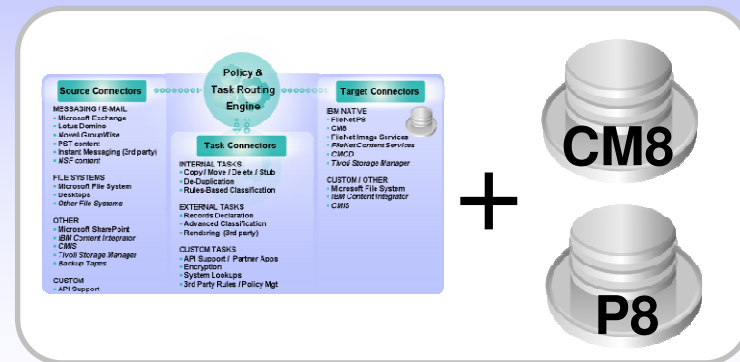 Policy &
Task Routing
Engine
Source Connectors
MESSAGING / E-MAIL
- Microsoft Exchange
- Lotus Domino
- Novel GroupWise
- PST content
- Instant Messaging (3rd party)
- NSF content
FILE SYSTEMS
- Microsoft File System
- Desktops
- Other File Systems
OTHER
- Microsoft SharePoint
- IBM Content Integrator
- CMIS
- Tivoli Storage Manager
- Backup Tapes
CUSTOM
- API Support
Task Connectors
INTERNAL TASKS
- Copy / Move / Delete / Stub
- De-Duplication
- Rules-Based Classification
EXTERNAL TASKS
- Records Declaration
- Advanced Classification
- Rendering (3rd party)
CUSTOM TASKS
- API Support / Partner Apps
- Encryption
- System Lookups
- 3rd Party Rules / Policy Mgt
Target Connectors
IBM NATIVE
- FileNet P8
- CM8
- FileNet Image Services
- FileNet Content Services
- CMOD
- Tivoli Storage Manager
CUSTOM / OTHER
- Microsoft File System
- IBM Content Integrator
- CMIS
+
CM8
P8